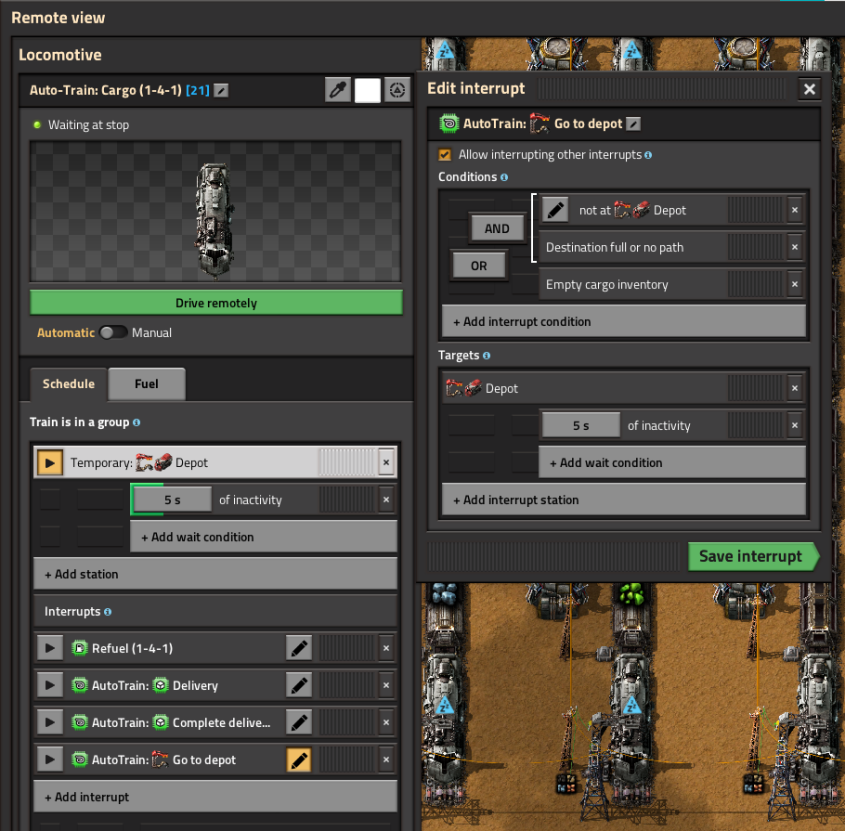 Remote view
Locomotive
Auto-Train: Cargo (1-4-1) [21]
Waiting at stop
Drive remotely
Automatic Manual
Schedule Fuel
Train is in a group
Temporary: Depot
5 s of inactivity
+ Add wait condition
+ Add station
Interrupts
Refuel (1-4-1)
AutoTrain: Delivery
AutoTrain: Complete delive...
AutoTrain: Go to depot
+ Add interrupt
Edit interrupt
AutoTrain: Go to depot
Allow interrupting other interrupts
Conditions
AND
OR
not at Depot
Destination full or no path
Empty cargo inventory
+ Add interrupt condition
Targets
Depot
5 s of inactivity
+ Add wait condition
+ Add interrupt station
Save interrupt